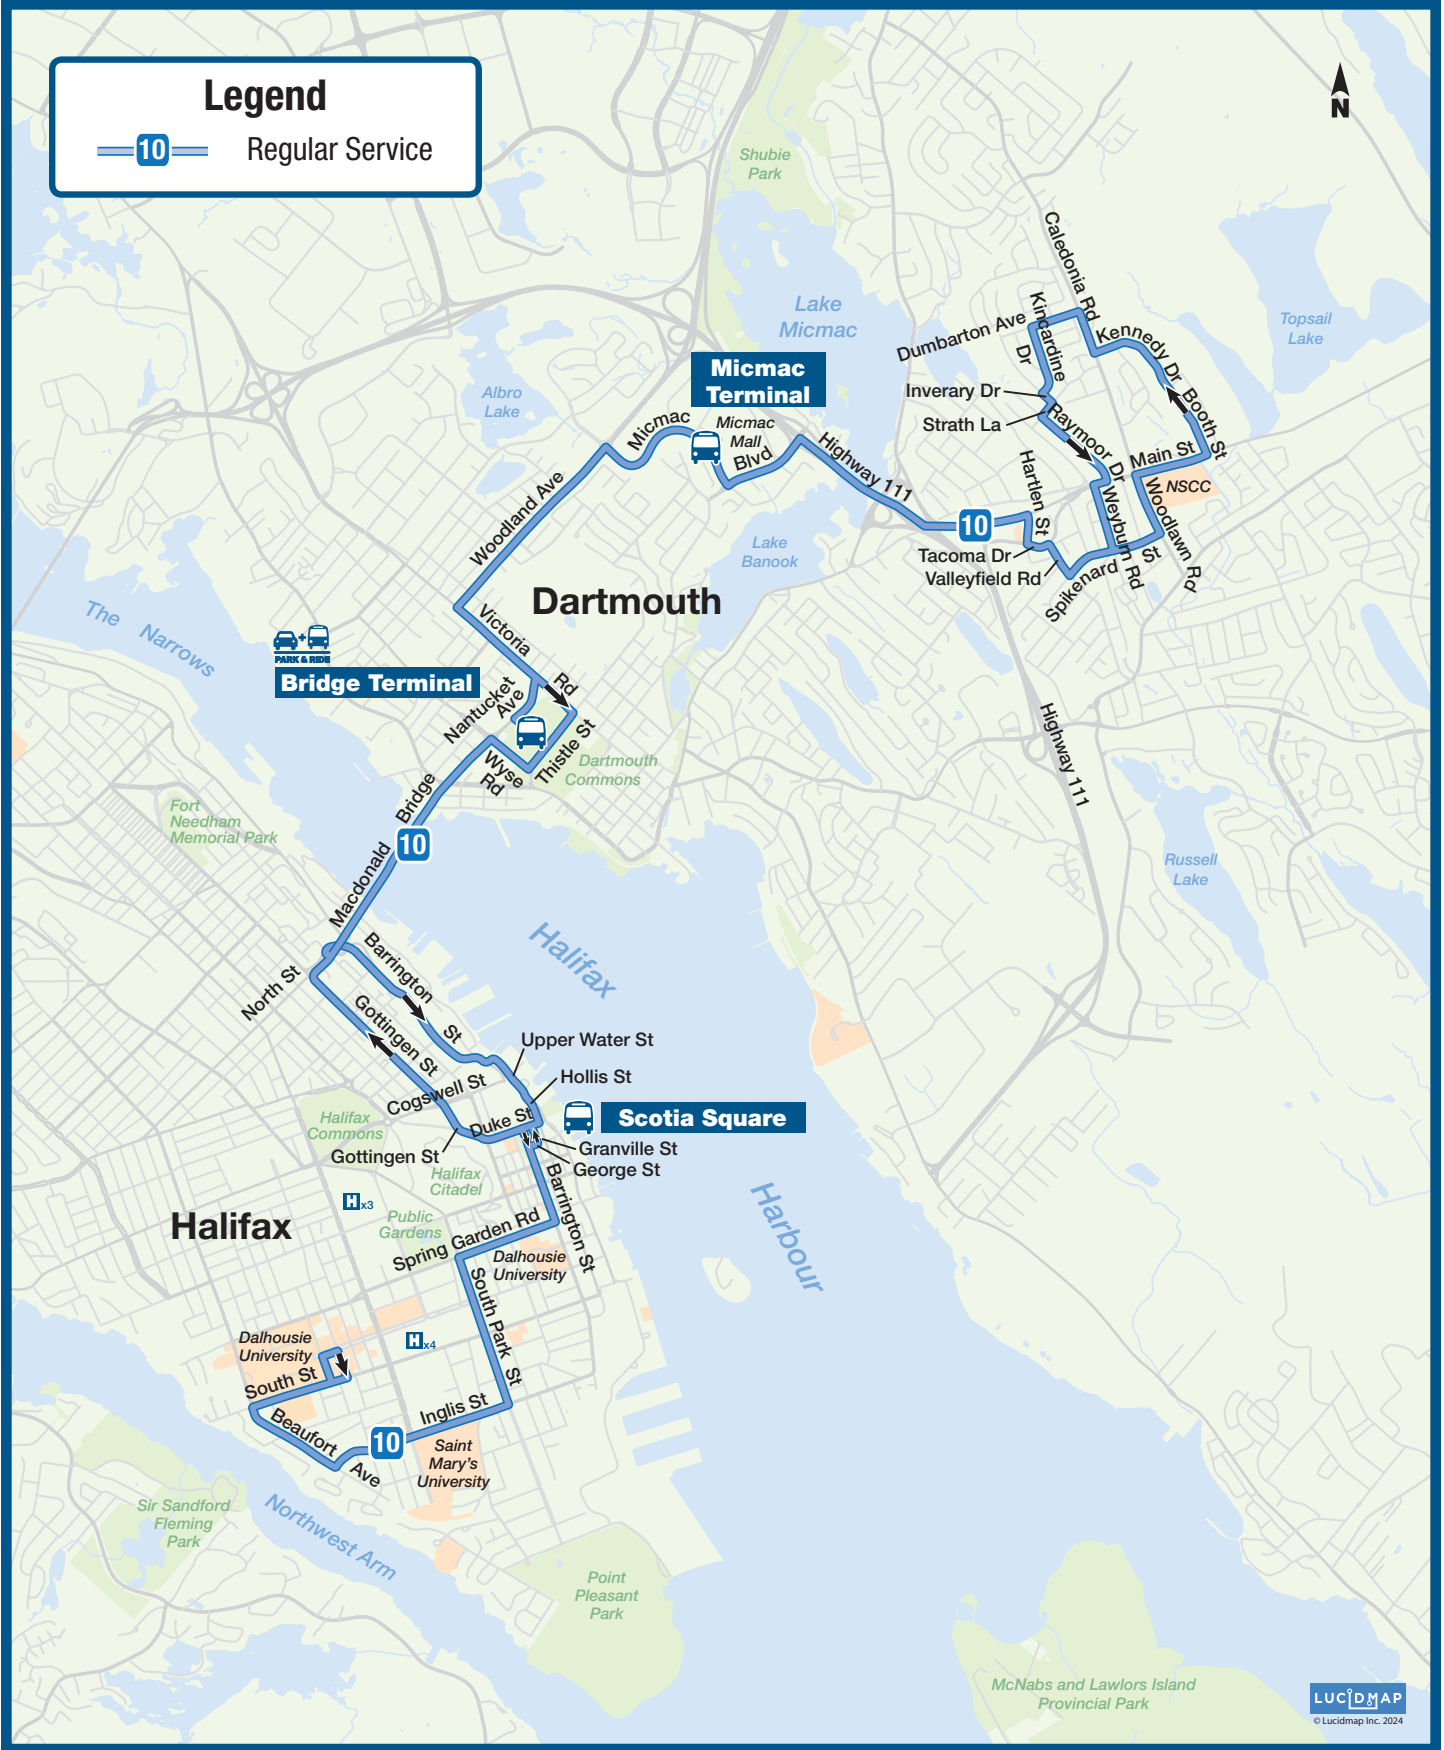 Legend
10 Regular Service
N
Shubie
Park
Caledonia Rd
Lake
Micmac
Topsail
Lake
Kincardine
Dr
Dumbarton Ave
Kennedy Dr
Micmac
Terminal
Albro
Lake
Inverary Dr
Booth St
Strath La
Raymoor Dr
Micmac
Micmac
Mall
Blvd
Highway 111
Main St
Hartlen St
NSCC
Woodland Ave
Weyburn Rd
Woodlawn Rd
10
Lake
Banook
Tacoma Dr
Valleyfield Rd
Spikenard St
Dartmouth
The Narrows
Victoria Rd
+
PARK & RIDE
Bridge Terminal
Nantucket
Ave
Thistle St
Wyse
Rd
Dartmouth
Commons
Highway 111
Fort
Needham
Memorial Park
Macdonald Bridge
10
Russell
Lake
Halifax
Barrington St
North St
Gottingen St
Upper Water St
Hollis St
Cogswell St
Scotia Square
Halifax
Commons
Duke St
Gottingen St
Granville St
George St
Halifax
Citadel
Barrington St
Hx3
Harbour
Public
Gardens
Halifax
Spring Garden Rd
Dalhousie
University
South Park St
Dalhousie
University
Hx4
South St
Inglis St
Beaufort Ave
10
Saint
Mary's
University
Sir Sandford
Fleming
Park
Northwest Arm
Point
Pleasant
Park
McNabs and Lawlors Island
Provincial Park
LUCIDMAP
© Lucidmap Inc. 2024